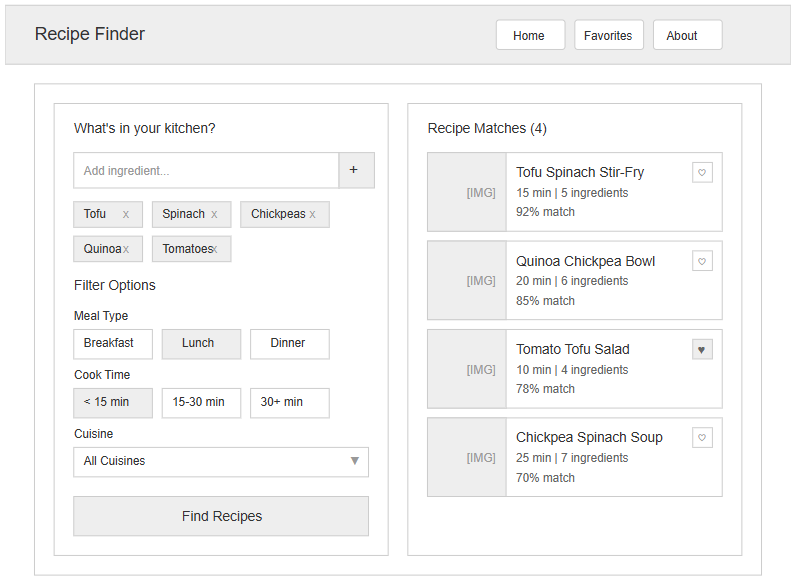 Recipe Finder
Home Favorites About
What's in your kitchen?
Add ingredient...
+
Tofu x Spinach x Chickpeas x
Quinoa x Tomatoes x
Filter Options
Meal Type
Breakfast Lunch Dinner
Cook Time
< 15 min 15-30 min 30+ min
Cuisine
All Cuisines ▼
Find Recipes
Recipe Matches (4)
[IMG]
Tofu Spinach Stir-Fry ♡
15 min | 5 ingredients
92% match
[IMG]
Quinoa Chickpea Bowl ♡
20 min | 6 ingredients
85% match
[IMG]
Tomato Tofu Salad ♥
10 min | 4 ingredients
78% match
[IMG]
Chickpea Spinach Soup ♡
25 min | 7 ingredients
70% match